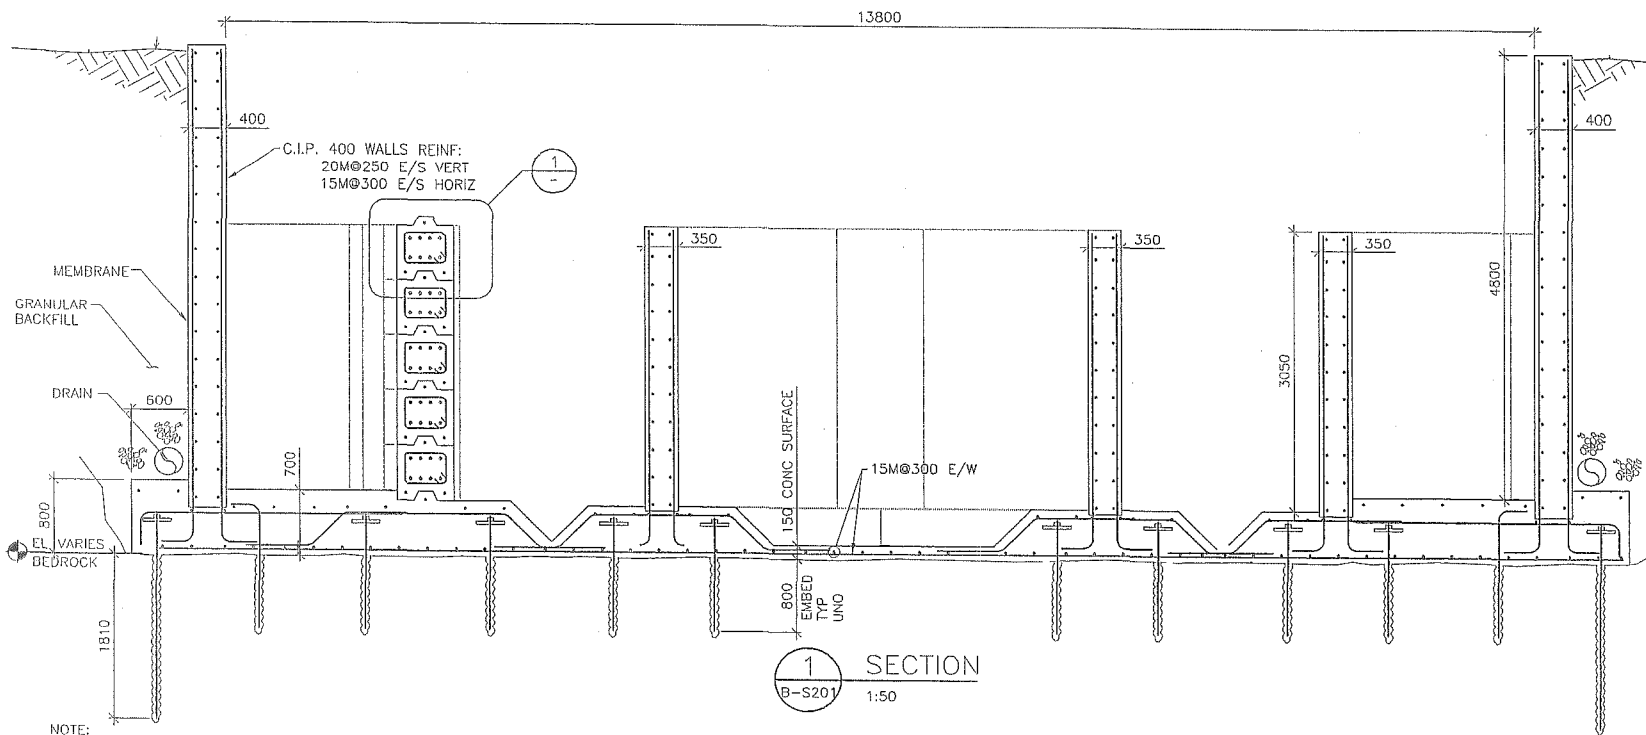 13800
400
400
C.I.P. 400 WALLS REINF:
20M@250 E/S VERT
15M@300 E/S HORIZ
1
-
350
350
350
4800
3050
MEMBRANE
GRANULAR
BACKFILL
DRAIN
600
700
150 CONC SURFACE
15M@300 E/W
800
EL VARIES
BEDROCK
1810
800
EMBED
TYP
UNO
1
B-S201
SECTION
1:50
NOTE: